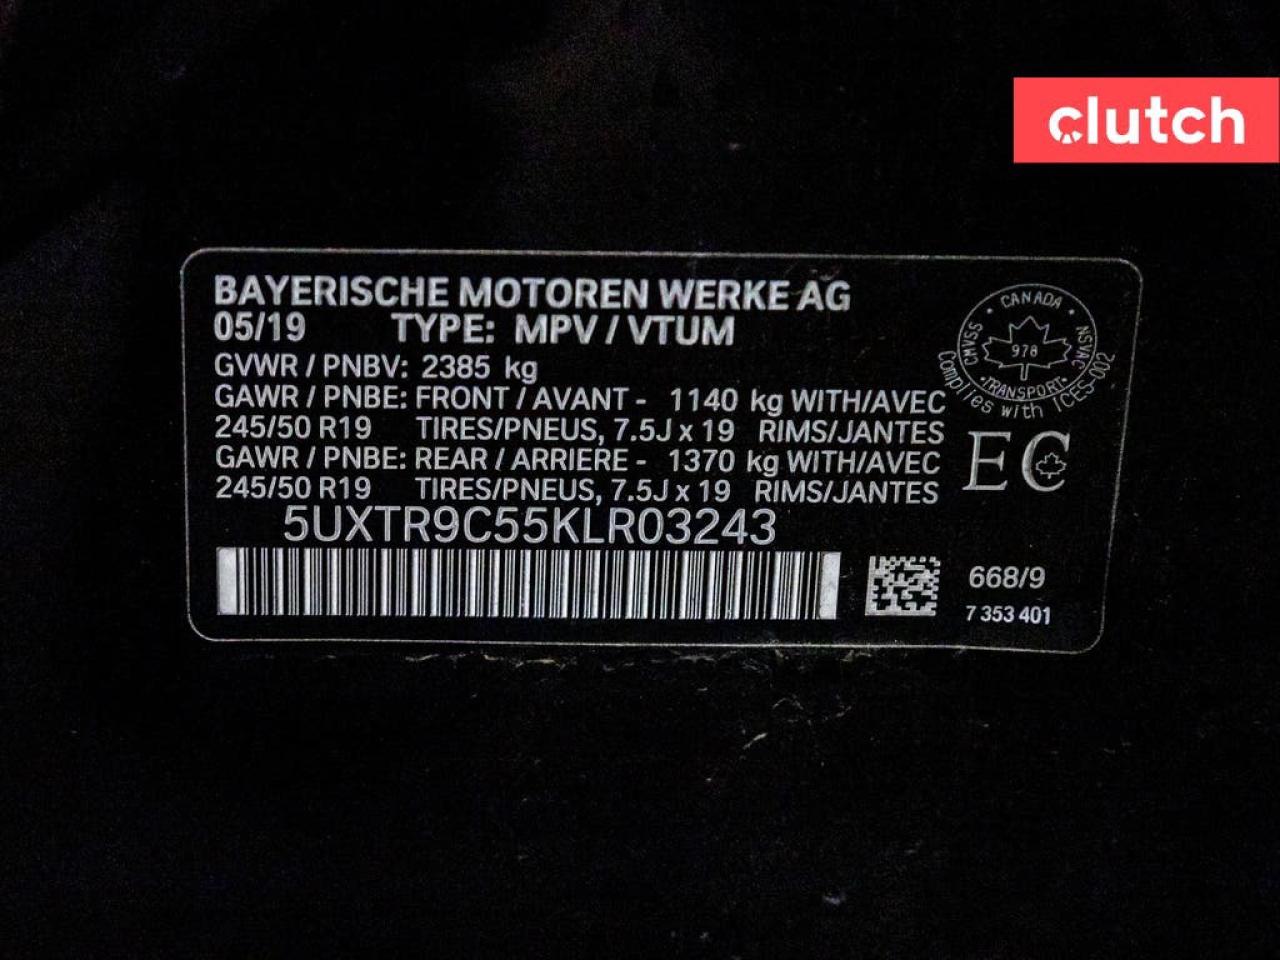 clutch
BAYERISCHE MOTOREN WERKE AG
05/19 TYPE: MPV / VTUM
GVWR / PNBV: 2385 kg
GAWR / PNBE: FRONT / AVANT - 1140 kg WITH/AVEC
245/50 R19 TIRES/PNEUS, 7.5J x 19 RIMS/JANTES
GAWR / PNBE: REAR / ARRIERE - 1370 kg WITH/AVEC
245/50 R19 TIRES/PNEUS, 7.5J x 19 RIMS/JANTES
5UXTR9C55KLR03243
CANADA
CMVSS
NSVAC
978
TRANSPORT
Complies with ICES-002
EC
668/9
7 353 401